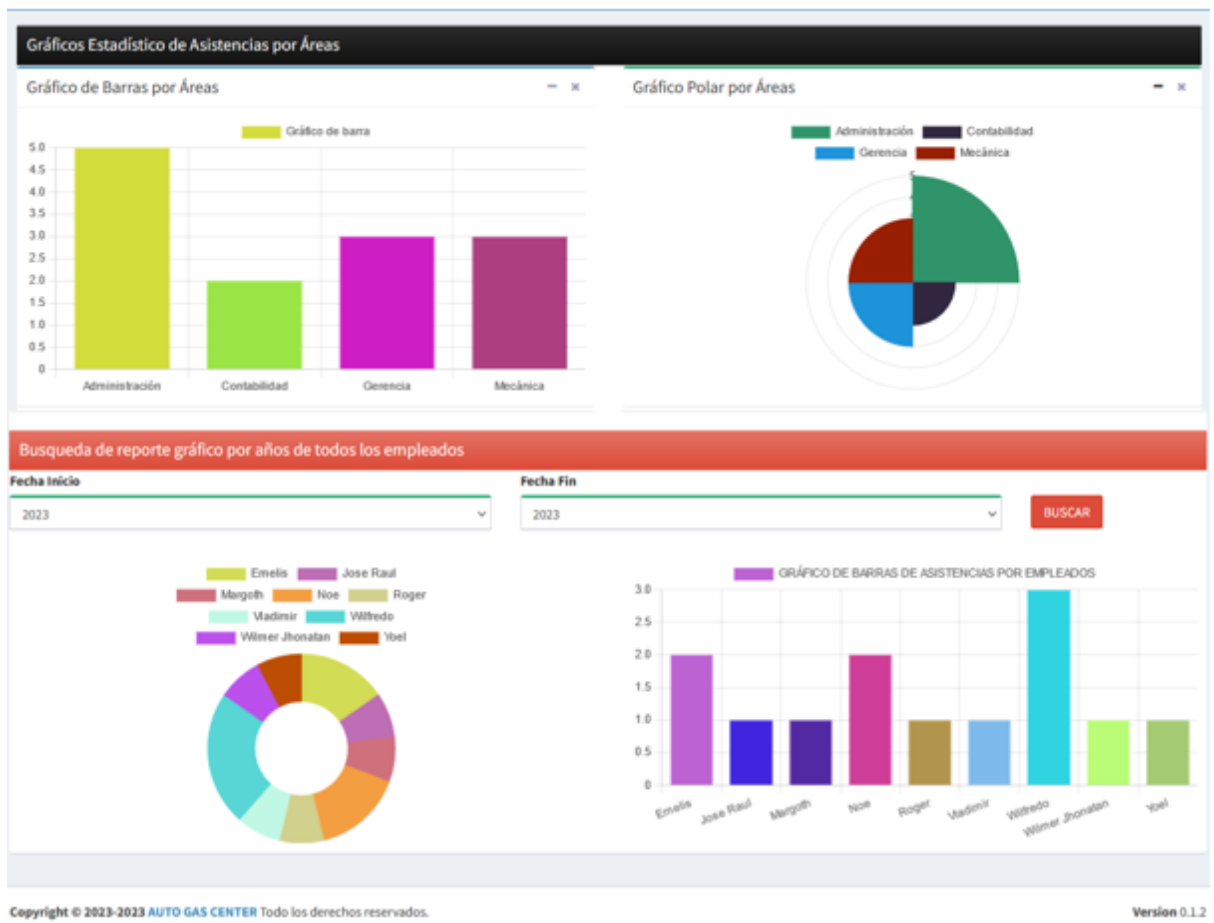 Gráficos Estadístico de Asistencias por Áreas
Gráfico de Barras por Áreas
Gráfico de barra
5.0
4.5
4.0
3.5
3.0
2.5
2.0
1.5
1.0
0.5
0
Administración Contabilidad Gerencia Mecánica
Gráfico Polar por Áreas
Administración Contabilidad
Gerencia Mecánica
5
Busqueda de reporte gráfico por años de todos los empleados
Fecha Inicio
2023
Fecha Fin
2023
BUSCAR
Emelis Jose Raul
Margoth Noe Roger
Vladimir Wilfredo
Wilmer Jhonatan Yoel
GRÁFICO DE BARRAS DE ASISTENCIAS POR EMPLEADOS
3.0
2.5
2.0
1.5
1.0
0.5
0
Emelis Jose Raul Margoth Noe Roger Vladimir Wilfredo Wilmer Jhonatan Yoel
Copyright © 2023-2023 AUTO GAS CENTER Todo los derechos reservados.
Version 0.1.2